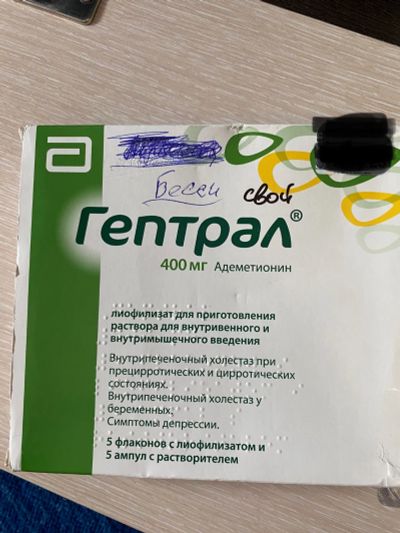 Бесси свой
Гептрал®
400 мг Адеметионин
лиофилизат для приготовления
раствора для внутривенного и
внутримышечного введения
Внутрипеченочный холестаз при
прецирротических и цирротических
состояниях.
Внутрипеченочный холестаз у
беременных.
Симптомы депрессии.
5 флаконов с лиофилизатом и
5 ампул с растворителем